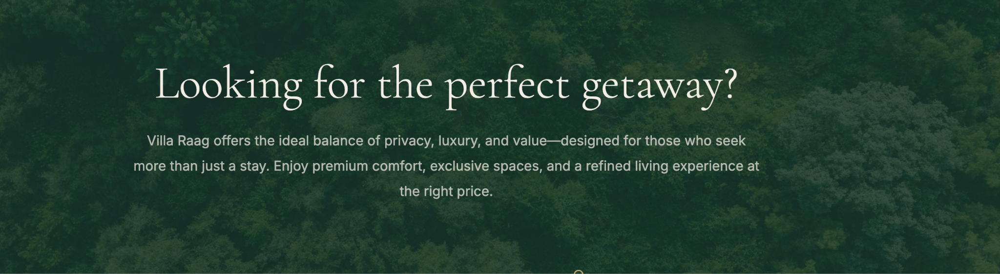 Looking for the perfect getaway?
Villa Raag offers the ideal balance of privacy, luxury, and value—designed for those who seek
more than just a stay. Enjoy premium comfort, exclusive spaces, and a refined living experience at
the right price.